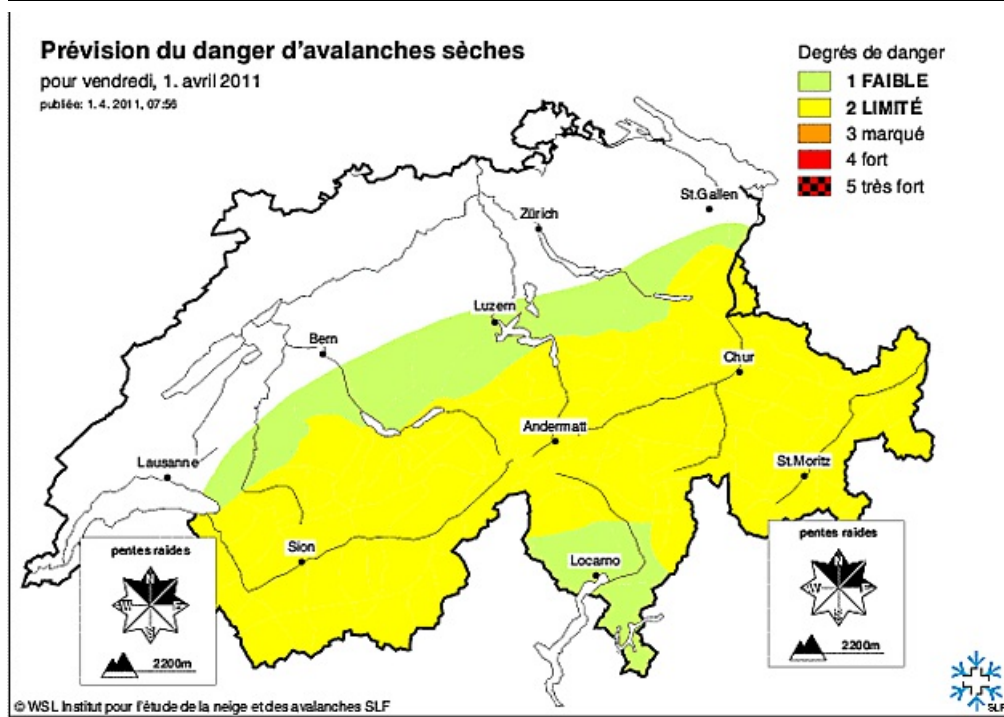 Prévision du danger d'avalanches sèches
pour vendredi, 1. avril 2011
publiée: 1.4.2011, 07:56
Degrés de danger
1 FAIBLE
2 LIMITÉ
3 marqué
4 fort
5 très fort
St.Gallen
Zürich
Luzern
Bern
Chur
Andermatt
Lausanne
St.Moritz
Sion
Locarno
pentes raides
N
W
E
S
2200m
pentes raides
N
W
E
S
2200m
© WSL Institut pour l'étude de la neige et des avalanches SLF
SLF